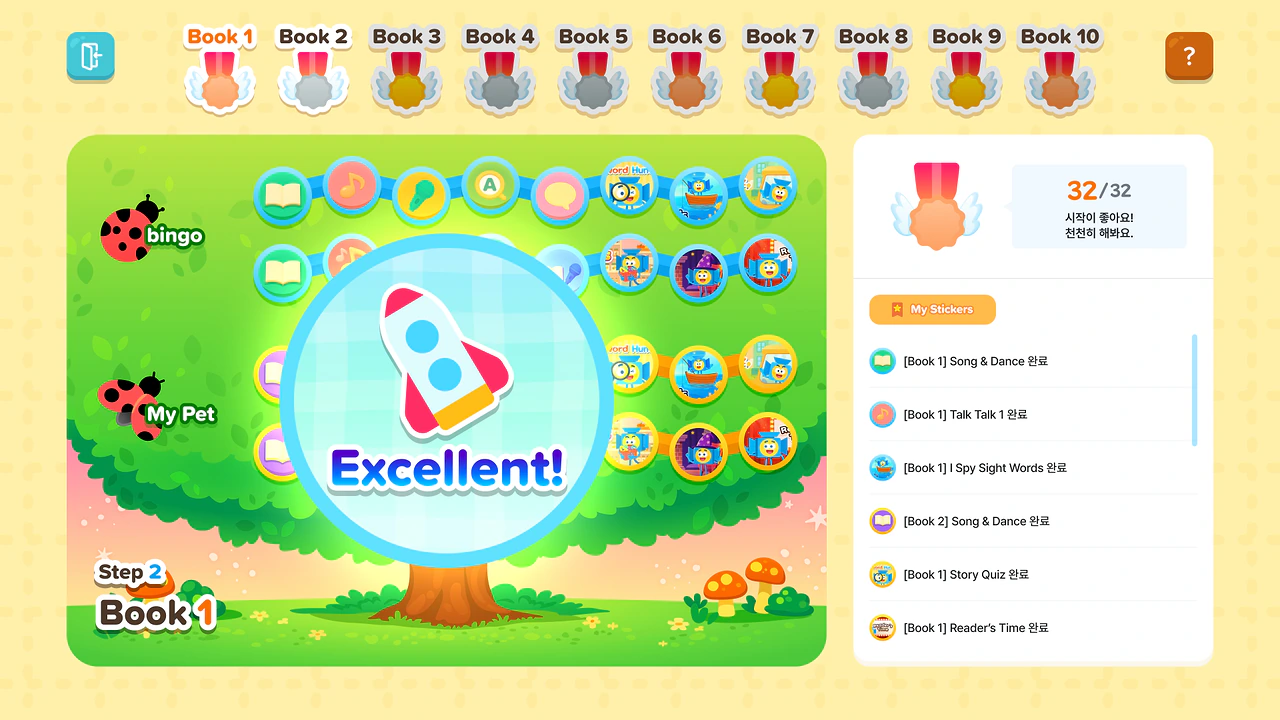 Book 1
Book 2
Book 3
Book 4
Book 5
Book 6
Book 7
Book 8
Book 9
Book 10
?
bingo
A
My Pet
Excellent!
Step 2
Book 1
32/32
시작이 좋아요!
천천히 해봐요.
My Stickers
[Book 1] Song & Dance 완료
[Book 1] Talk Talk 1 완료
[Book 1] I Spy Sight Words 완료
[Book 2] Song & Dance 완료
[Book 1] Story Quiz 완료
[Book 1] Reader's Time 완료